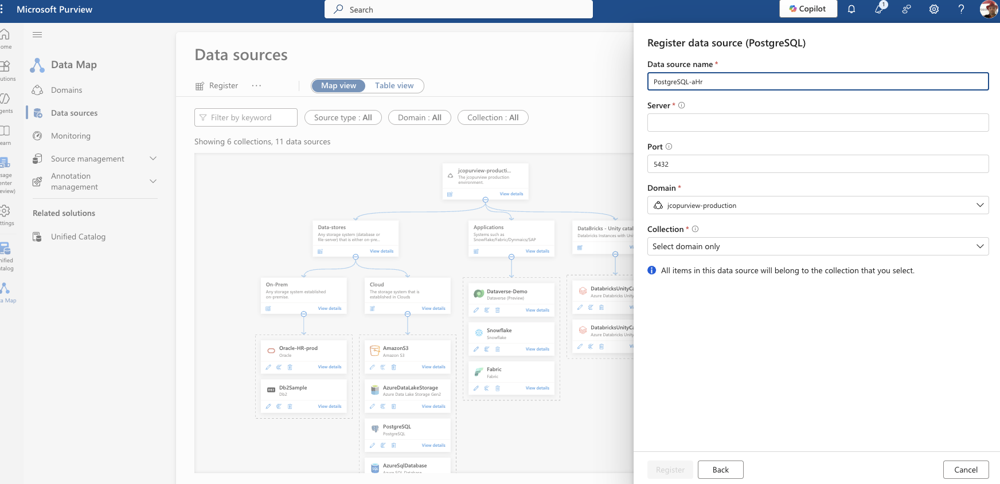 Microsoft Purview
Search
Copilot
1
ome
utions
gents
earn
sage
enter
eview)
ttings
nified
atalog
ta Map
Data Map
Domains
Data sources
Monitoring
Source management
Annotation
management
Related solutions
Unified Catalog
Data sources
Register
Map view
Table view
Filter by keyword
Source type : All
Domain : All
Collection : All
Showing 6 collections, 11 data sources
jcopurview-producti...
The jcopurview production
environment.
View details
Data-stores
Any storage system (database or
file-server) that is either on-pre...
View details
Applications
Systems such as
SnowFlake/Fabric/Dynmaics/SAP
View details
DataBricks - Unity catal
Databricks Instances with Uni
Vi
On-Prem
Any storage system established
on-premise.
View details
Cloud
The storage system that is
established in Clouds
View details
Dataverse-Demo
Dataverse (Preview)
View details
Snowflake
Snowflake
View details
Fabric
Fabric
View details
DatabricksUnityCa
Azure Databricks Unity
Vi
DatabricksUnityCa
Azure Databricks Unity
Vi
Oracle-HR-prod
Oracle
View details
DB2
Db2Sample
Db2
View details
AmazonS3
Amazon S3
View details
AzureDataLakeStorage
Azure Data Lake Storage Gen2
View details
PostgreSQL
PostgreSQL
View details
SQL
AzureSqlDatabase
Azure SQL Database
Register data source (PostgreSQL)
Data source name *
PostgreSQL-aHr
Server *
Port
5432
Domain *
jcopurview-production
Collection *
Select domain only
All items in this data source will belong to the collection that you select.
Register
Back
Cancel